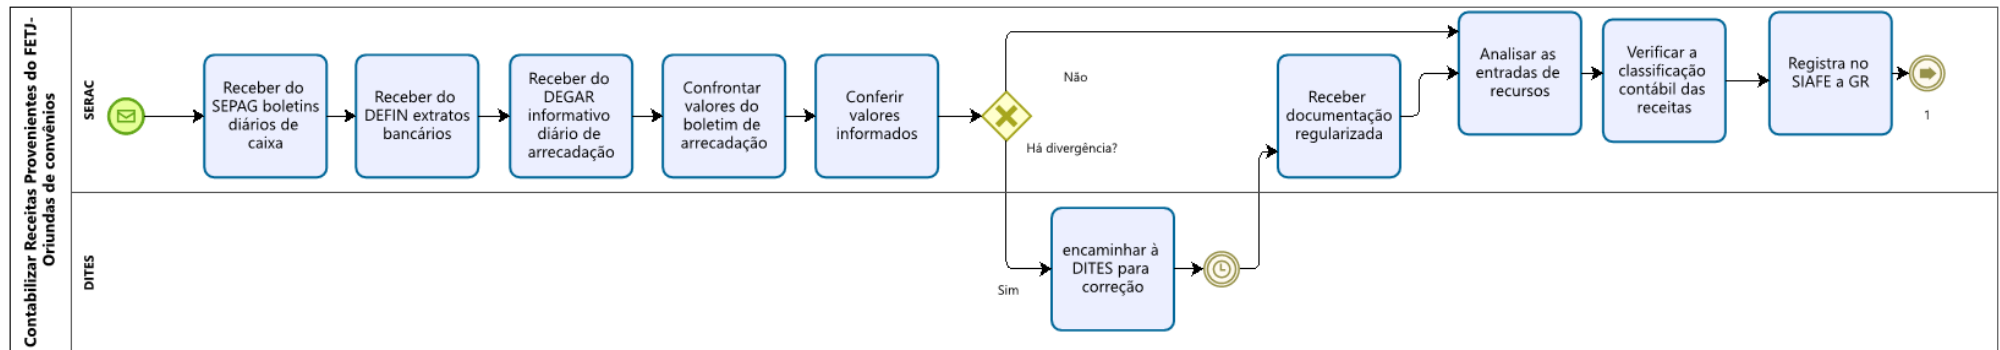 Contabilizar Receitas Provenientes do FETJ-
Oriundas de convênios
SERAC
Receber do
SEPAG boletins
diários de
caixa
Receber do
DEFIN extratos
bancários
Receber do
DEGAR
informativo
diário de
arrecadação
Confrontar
valores do
boletim de
arrecadação
Conferir
valores
informados
Não
Há divergência?
Receber
documentação
regularizada
Analisar as
entradas de
recursos
Verificar a
classificação
contábil das
receitas
Registra no
SIAFE a GR
1
DITES
Sim
encaminhar à
DITES para
correção